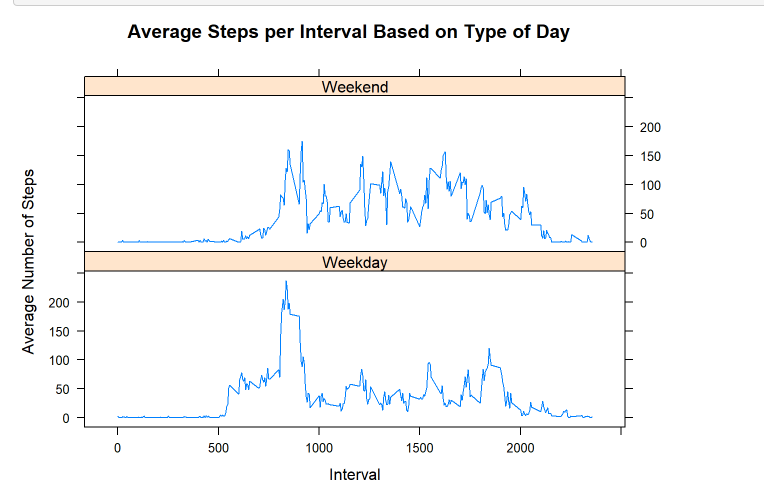 Average Steps per Interval Based on Type of Day
Weekend
200
150
100
50
0
Average Number of Steps
Weekday
200
150
100
50
0
0 500 1000 1500 2000
Interval